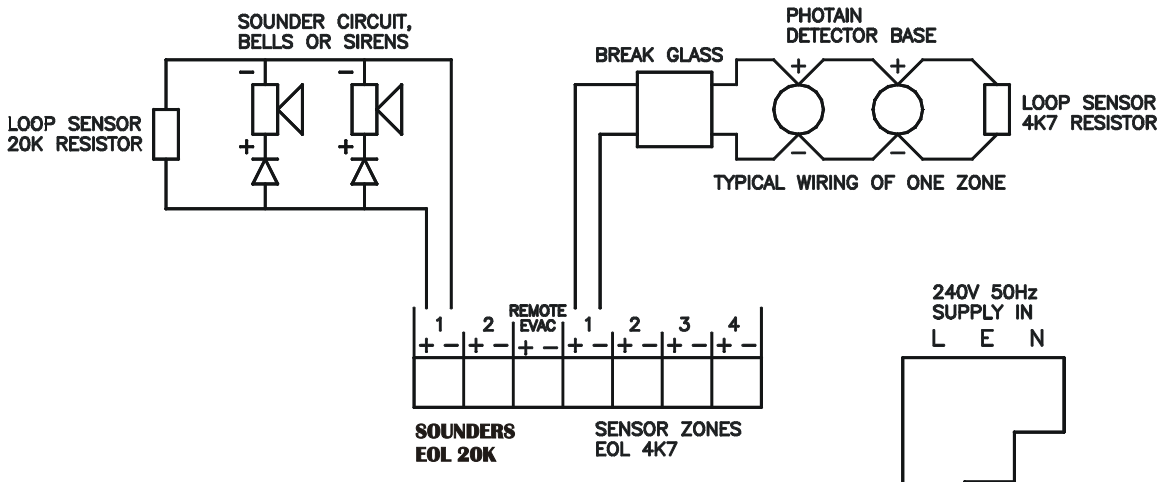 SOUNDER CIRCUIT,
BELLS OR SIRENS
LOOP SENSOR
20K RESISTOR
- -
+ +
BREAK GLASS
PHOTAIN
DETECTOR BASE
+ +
- -
LOOP SENSOR
4K7 RESISTOR
TYPICAL WIRING OF ONE ZONE
REMOTE
EVAC
1 2 1 2 3 4
+ - + - + - + - + - + - + -
SOUNDERS
EOL 20K
SENSOR ZONES
EOL 4K7
240V 50Hz
SUPPLY IN
L E N